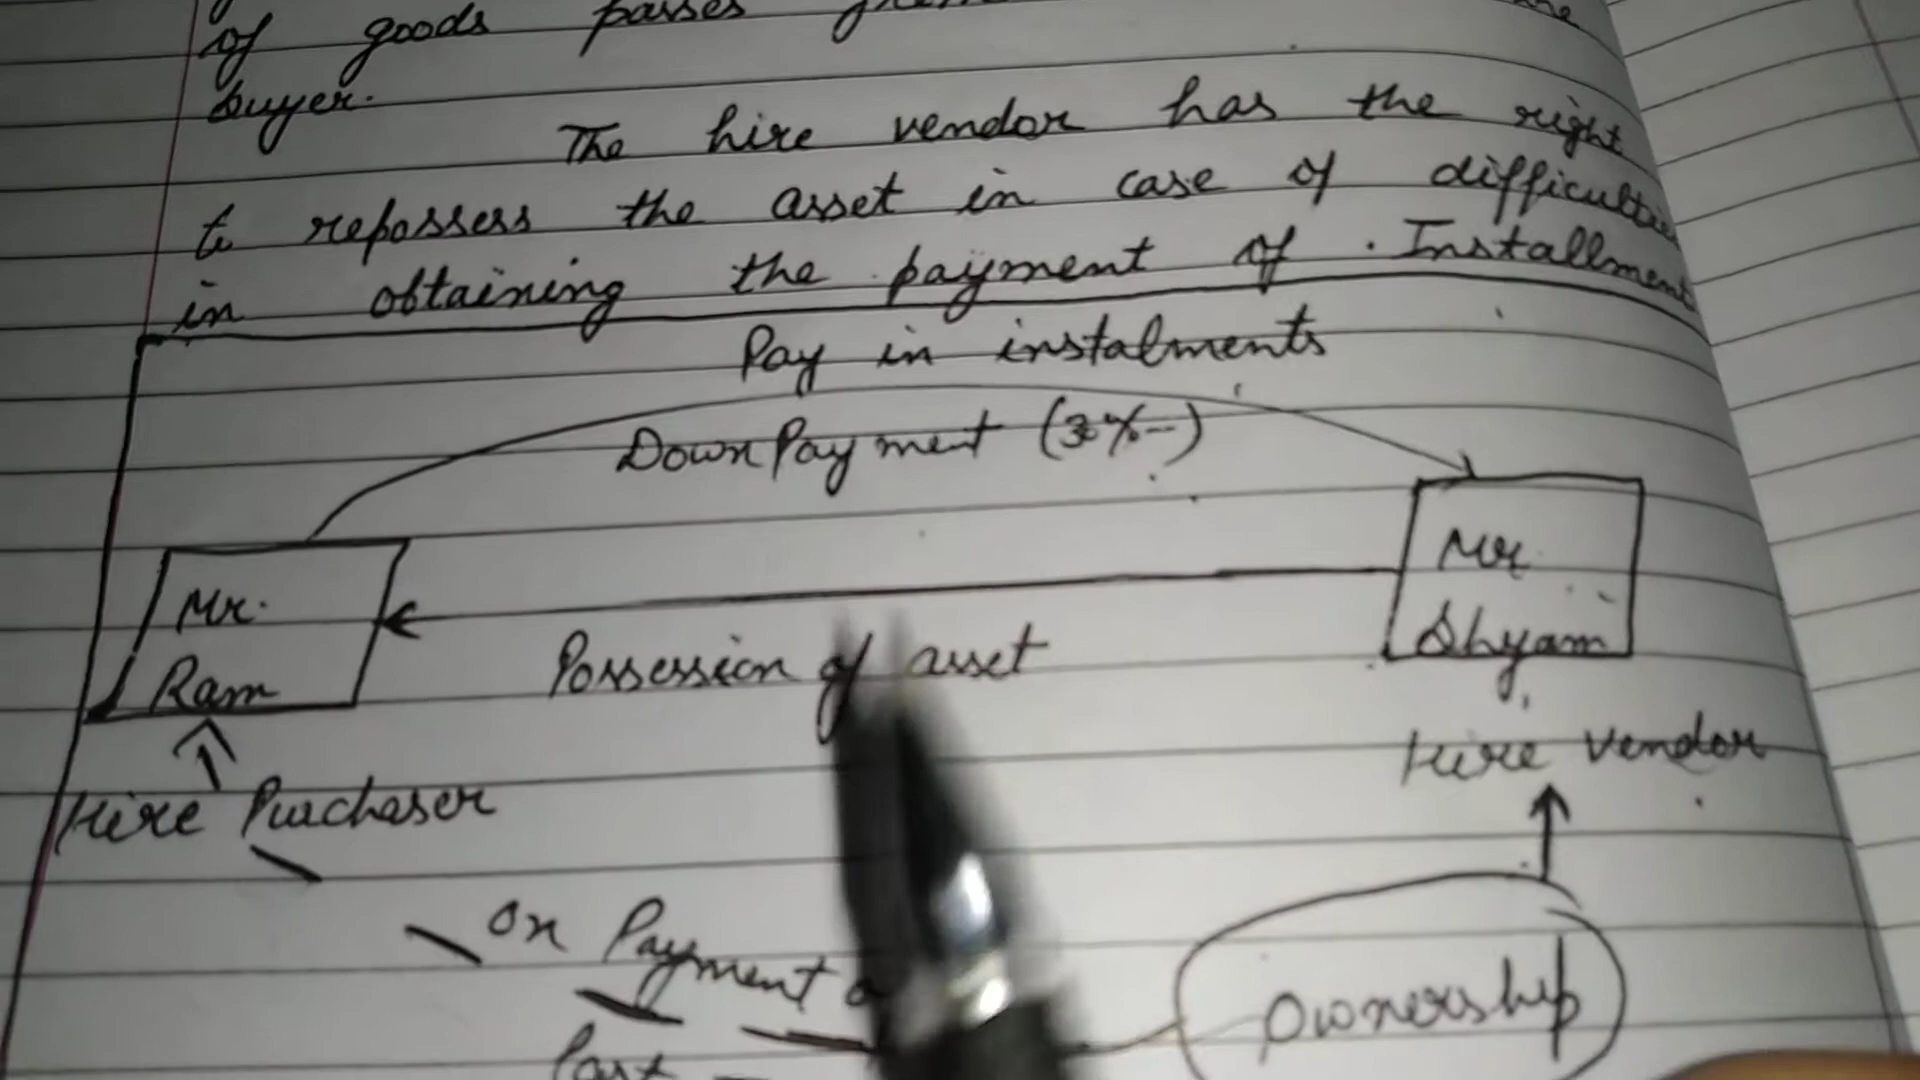 of goods passes
buyer.
The hire vendor has the right
to repossess the asset in case of difficulties
in obtaining the payment of Installment
Pay in instalments
Down Payment (30%--)
Mr.
Ram
Possession of asset
Mr
Shyam
Hire Purchaser
Hire vendor
On Payment
Ownership